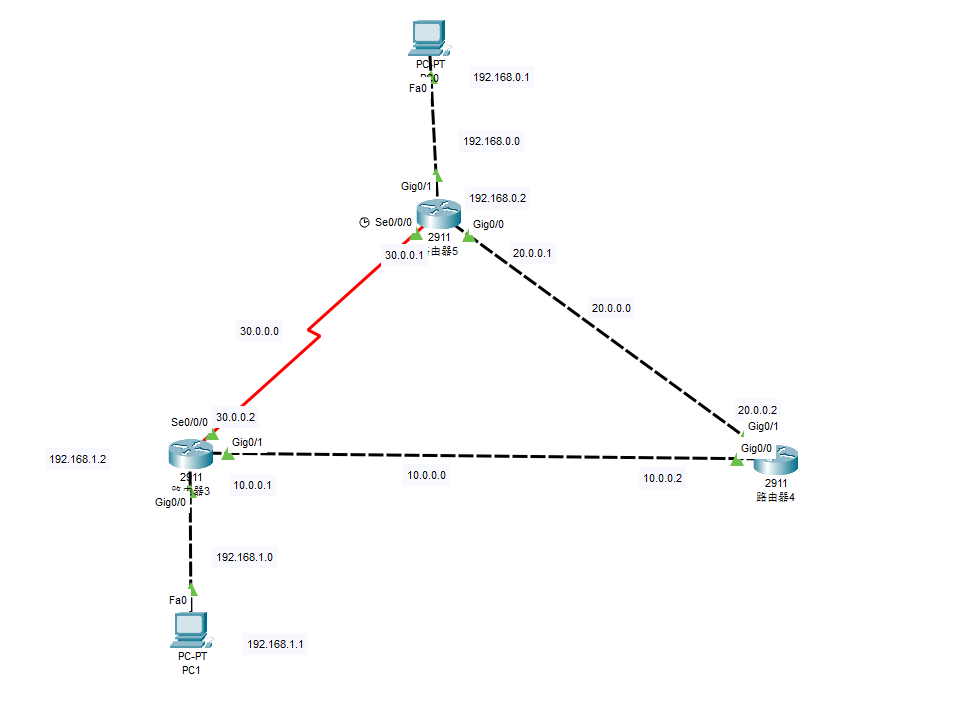 PC-PT
192.168.0.1
Fa0
192.168.0.0
Gig0/1
192.168.0.2
Se0/0/0
Gig0/0
2911
由器5
30.0.0.1
20.0.0.1
20.0.0.0
30.0.0.0
20.0.0.2
Se0/0/0
30.0.0.2
Gig0/1
Gig0/1
Gig0/0
192.168.1.2
2911
器3
10.0.0.1
10.0.0.0
10.0.0.2
2911
路由器4
Gig0/0
192.168.1.0
Fa0
192.168.1.1
PC-PT
PC1